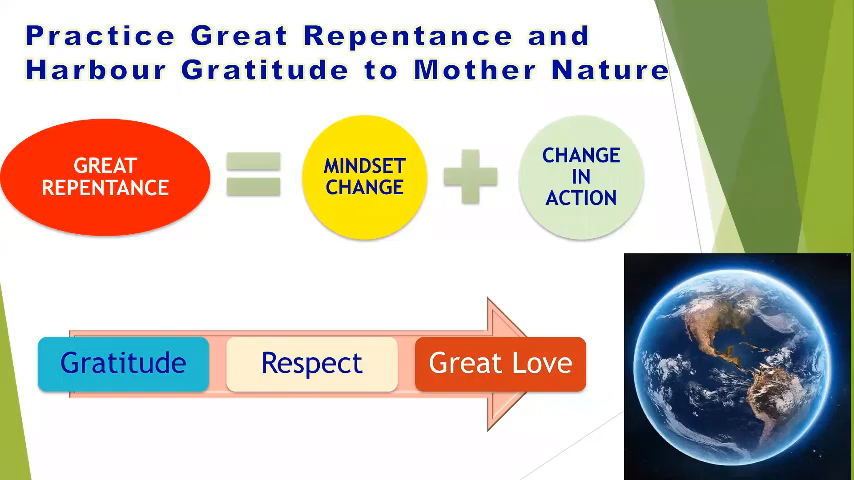 Practice Great Repentance and
Harbour Gratitude to Mother Nature
GREAT
REPENTANCE
MINDSET
CHANGE
CHANGE
IN
ACTION
Gratitude
Respect
Great Love